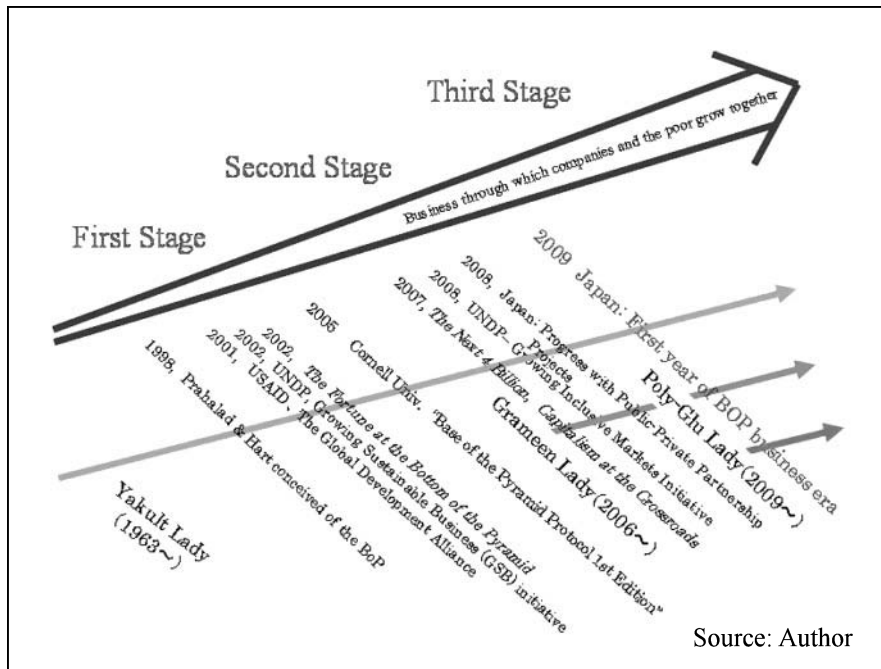 Third Stage
Second Stage
First Stage
Business through which companies and the poor grow together
1998, Prahalad & Hart conceived of the BoP
2001, USAID、The Global Development Alliance
2002, UNDP, Growing Sustainable Business (GSB) initiative
2002, The Fortune at the Bottom of the Pyramid
2005 Cornell Univ. "Base of the Pyramid Protocol 1st Edition"
2007, The Next 4 Billion, Capitalism at the Crossroads
2008, UNDP–Growing Inclusive Markets Initiative
Projects
2008, Japan: Progress with Public Private Partnership
2009 Japan: First year of BOP business era
Yakult Lady
(1963～)
Grameen Lady (2006～)
Poly-Glu Lady (2009～)
Source: Author